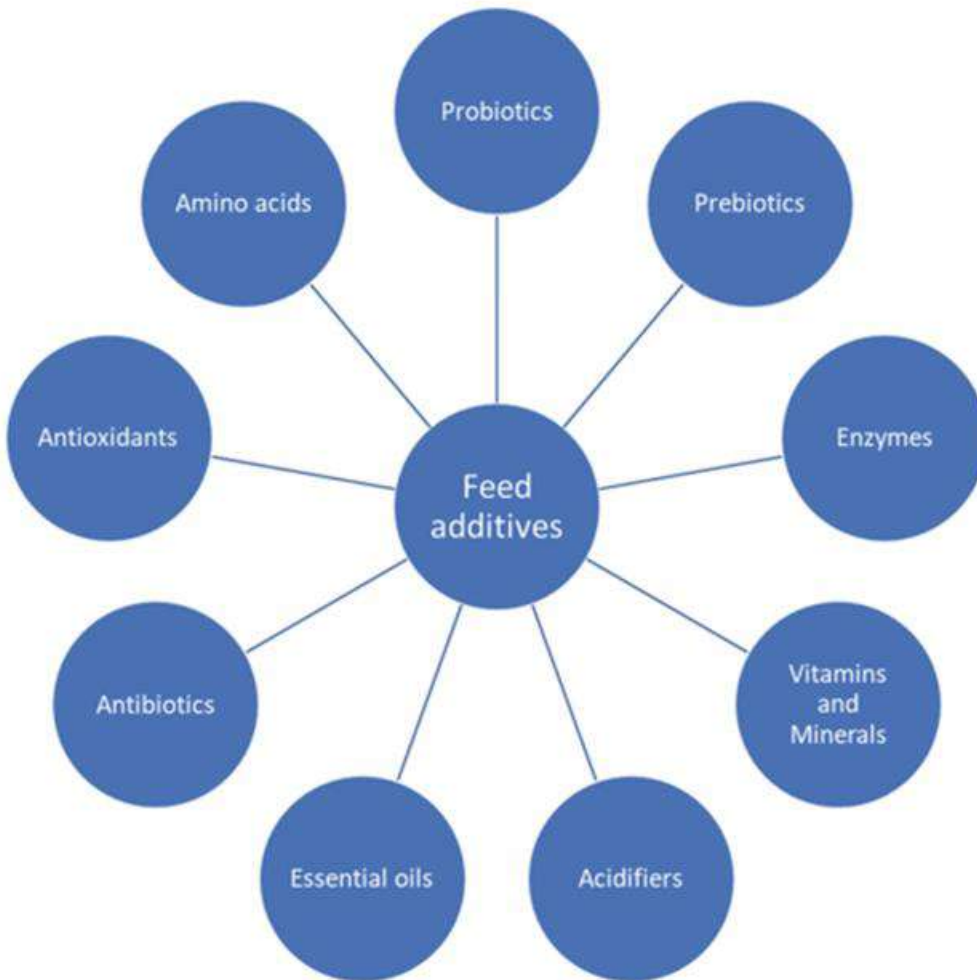 Probiotics
Prebiotics
Amino acids
Enzymes
Antioxidants
Feed
additives
Vitamins
and
Minerals
Antibiotics
Essential oils
Acidifiers